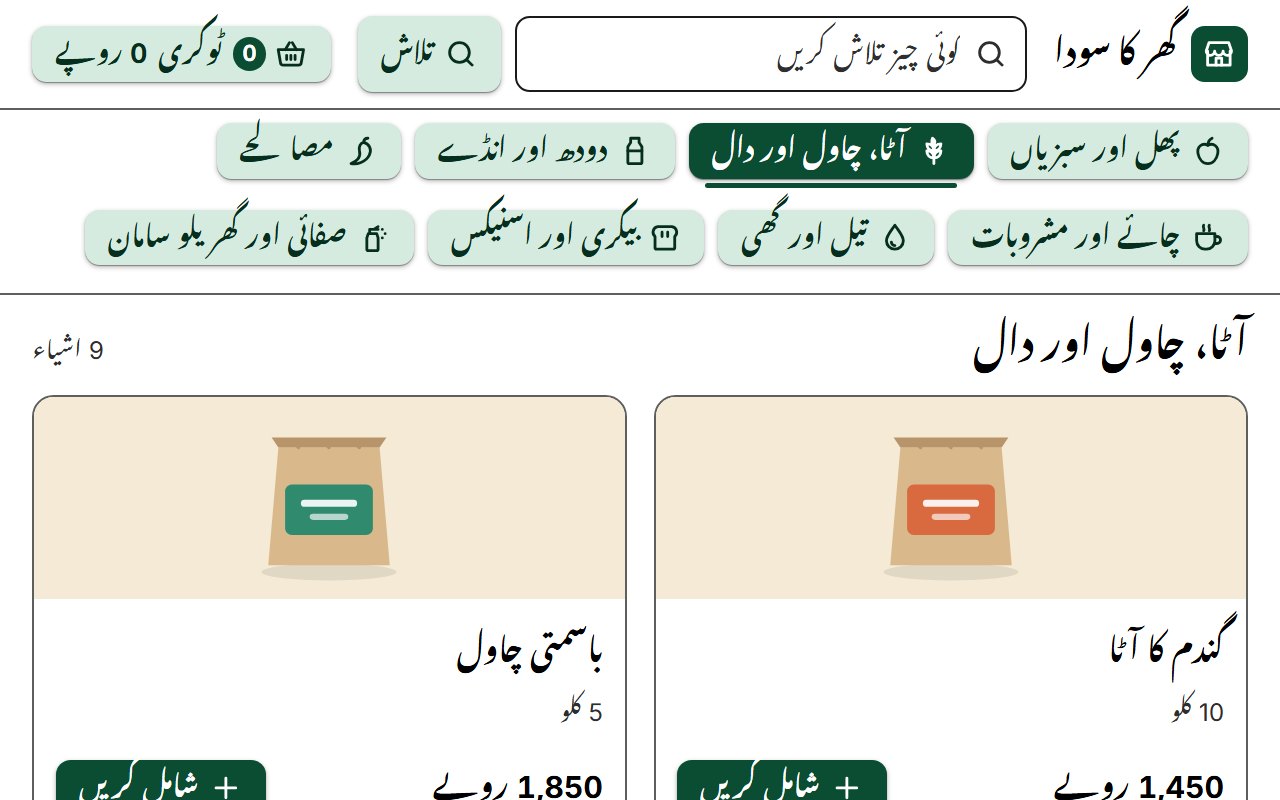 گھر کا سودا
کوئی چیز تلاش کریں
تلاش
ٹوکری 0 0 روپے
پھل اور سبزیاں
آٹا، چاول اور دال
دودھ اور انڈے
مصالحے
چائے اور مشروبات
تیل اور گھی
بیکری اور اسنیکس
صفائی اور گھریلو سامان
آٹا، چاول اور دال
9 اشیاء
گندم کا آٹا
10 کلو
1,450 روپے
شامل کریں
باسمتی چاول
5 کلو
1,850 روپے
شامل کریں